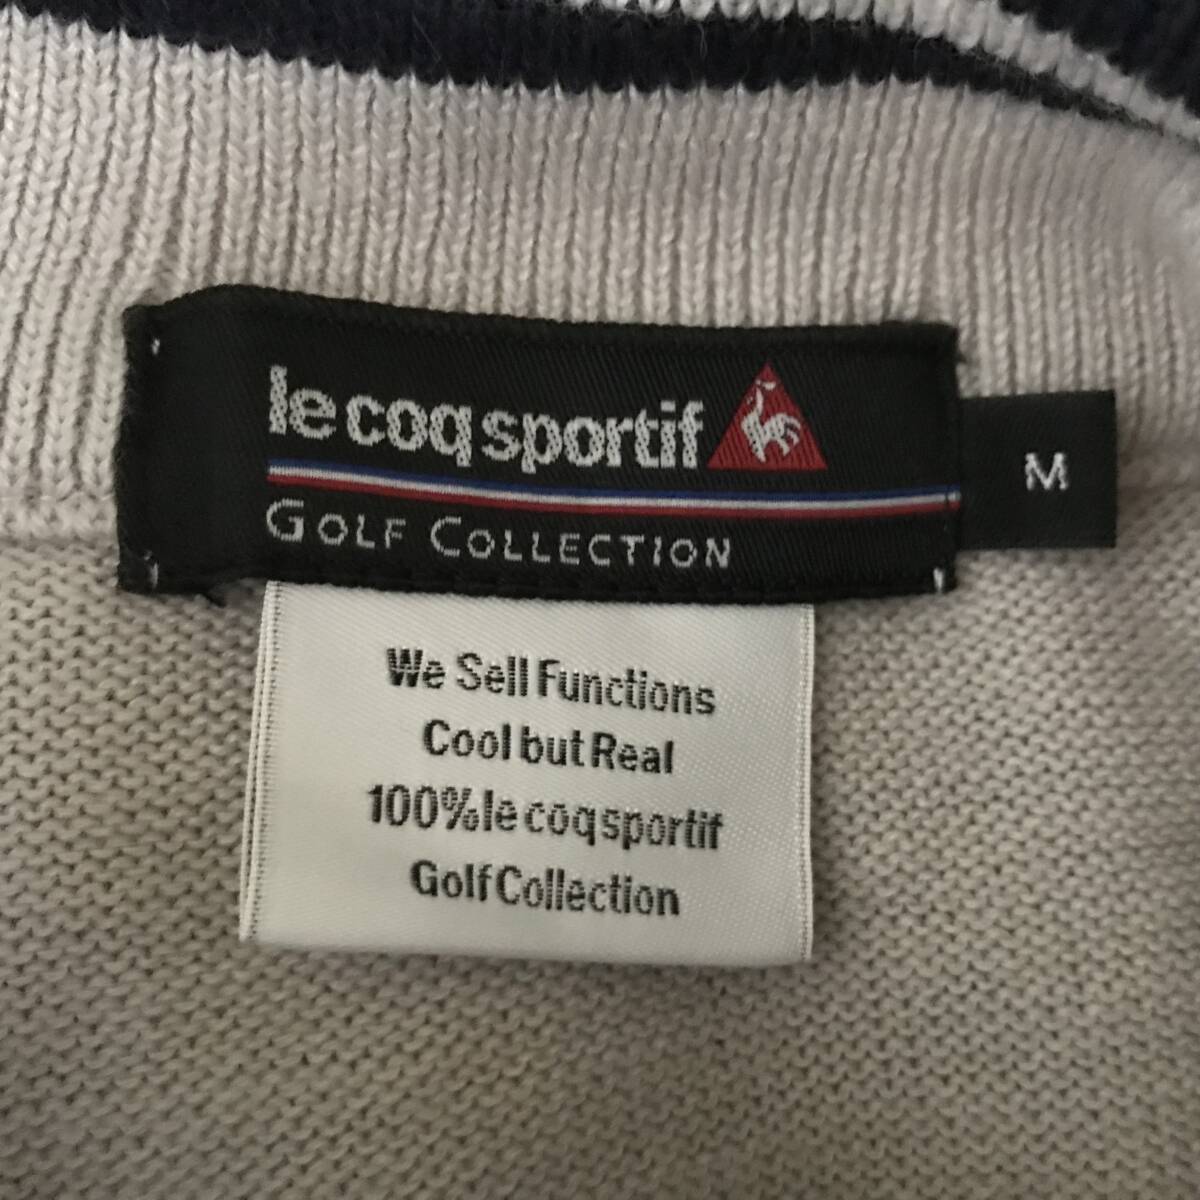 le coq sportif
GOLF COLLECTION
M
We Sell Functions
Cool but Real
100% le coq sportif
Golf Collection